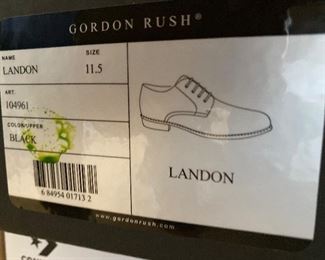 GORDON RUSH®
NAME
LANDON
SIZE
11.5
ART.
104961
COLOR/UPPER
BLACK
6 84954 01713 2
LANDON
www.gordonrush.com